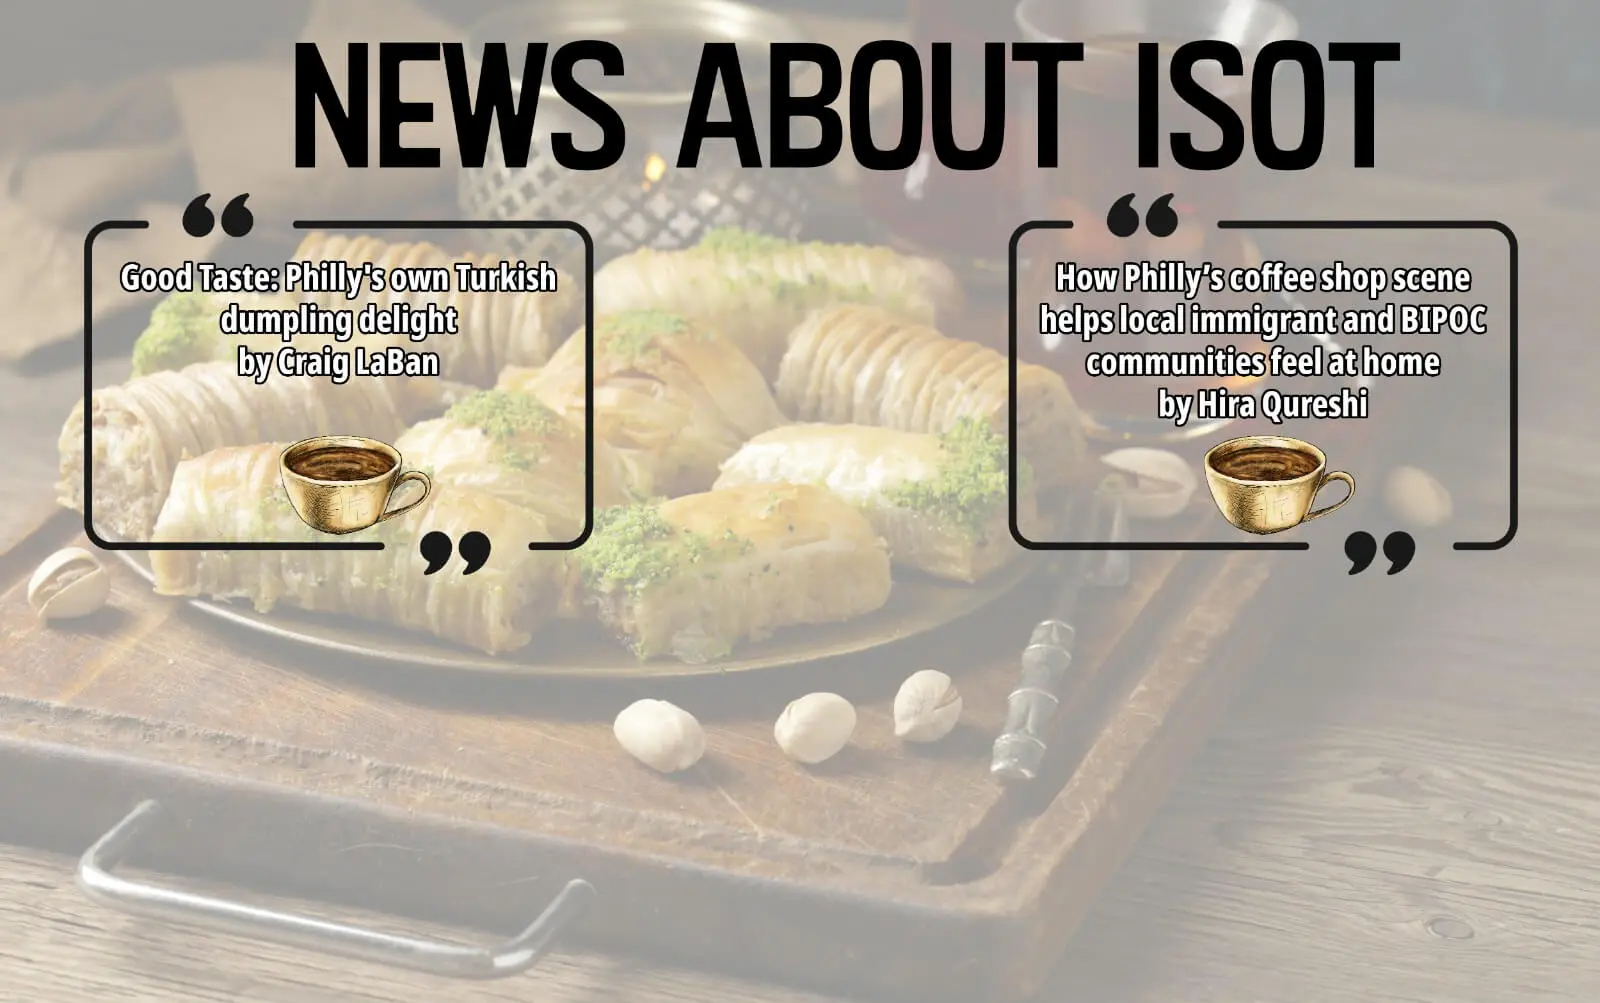 NEWS ABOUT ISOT
Good Taste: Philly's own Turkish
dumpling delight
by Craig LaBan
How Philly’s coffee shop scene
helps local immigrant and BIPOC
communities feel at home
by Hira Qureshi